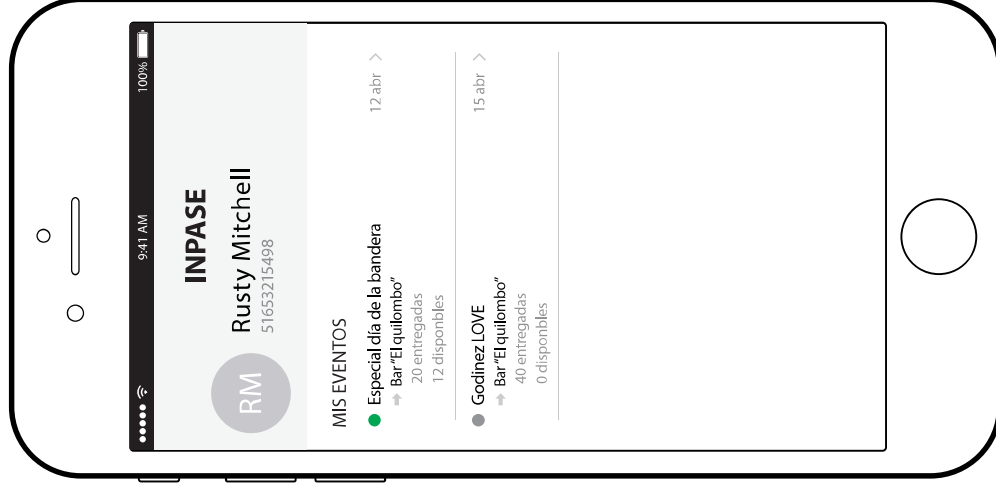 9:41 AM
100%
INPASE
RM
Rusty Mitchell
51653215498
MIS EVENTOS
Especial día de la bandera 12 abr
Bar “El quilombo”
20 entregadas
12 disponbles
Godinez LOVE 15 abr
Bar “El quilombo”
40 entregadas
0 disponbles